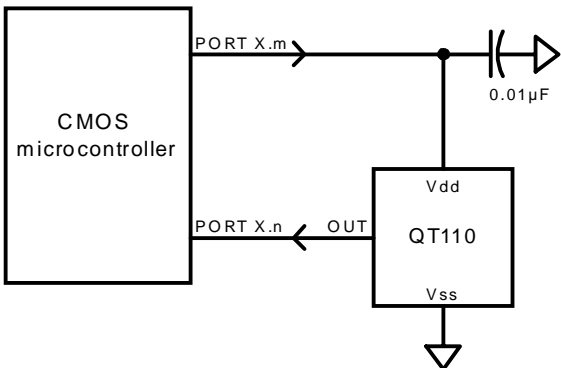 PORT X.m
0.01µF
CMOS
microcontroller
Vdd
PORT X.n
OUT
QT110
Vss